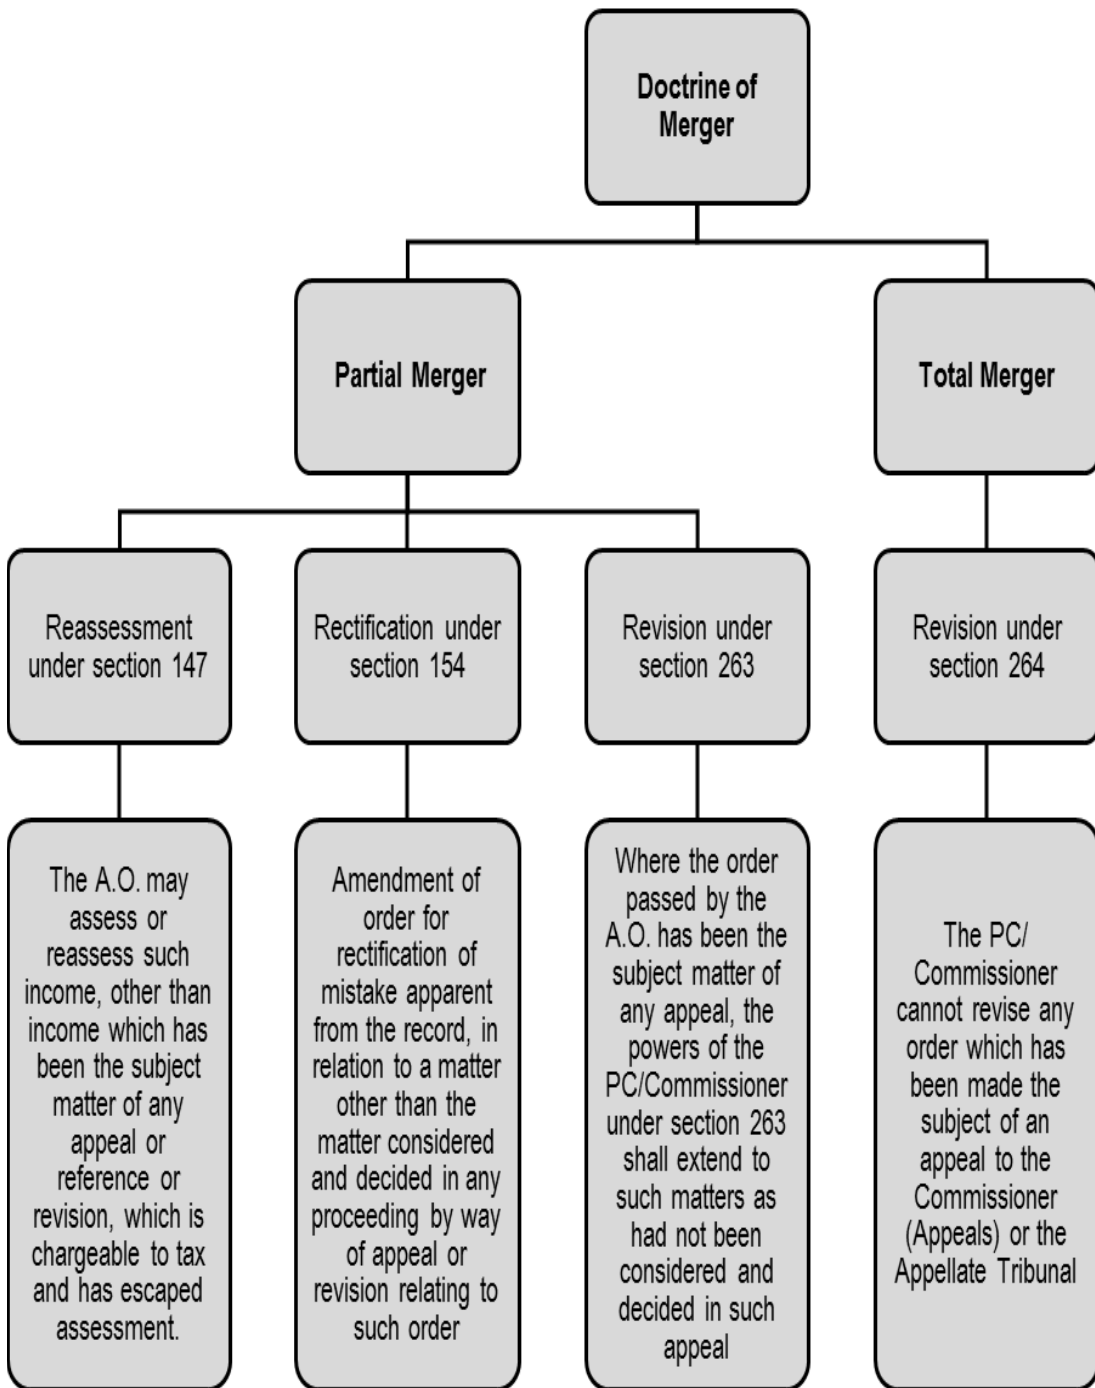 Doctrine of
Merger
Partial Merger
Total Merger
Reassessment
under section 147
Rectification under
section 154
Revision under
section 263
Revision under
section 264
The A.O. may
assess or
reassess such
income, other than
income which has
been the subject
matter of any
appeal or
reference or
revision, which is
chargeable to tax
and has escaped
assessment.
Amendment of
order for
rectification of
mistake apparent
from the record, in
relation to a matter
other than the
matter considered
and decided in any
proceeding by way
of appeal or
revision relating to
such order
Where the order
passed by the
A.O. has been the
subject matter of
any appeal, the
powers of the
PC/Commissioner
under section 263
shall extend to
such matters as
had not been
considered and
decided in such
appeal
The PC/
Commissioner
cannot revise any
order which has
been made the
subject of an
appeal to the
Commissioner
(Appeals) or the
Appellate Tribunal